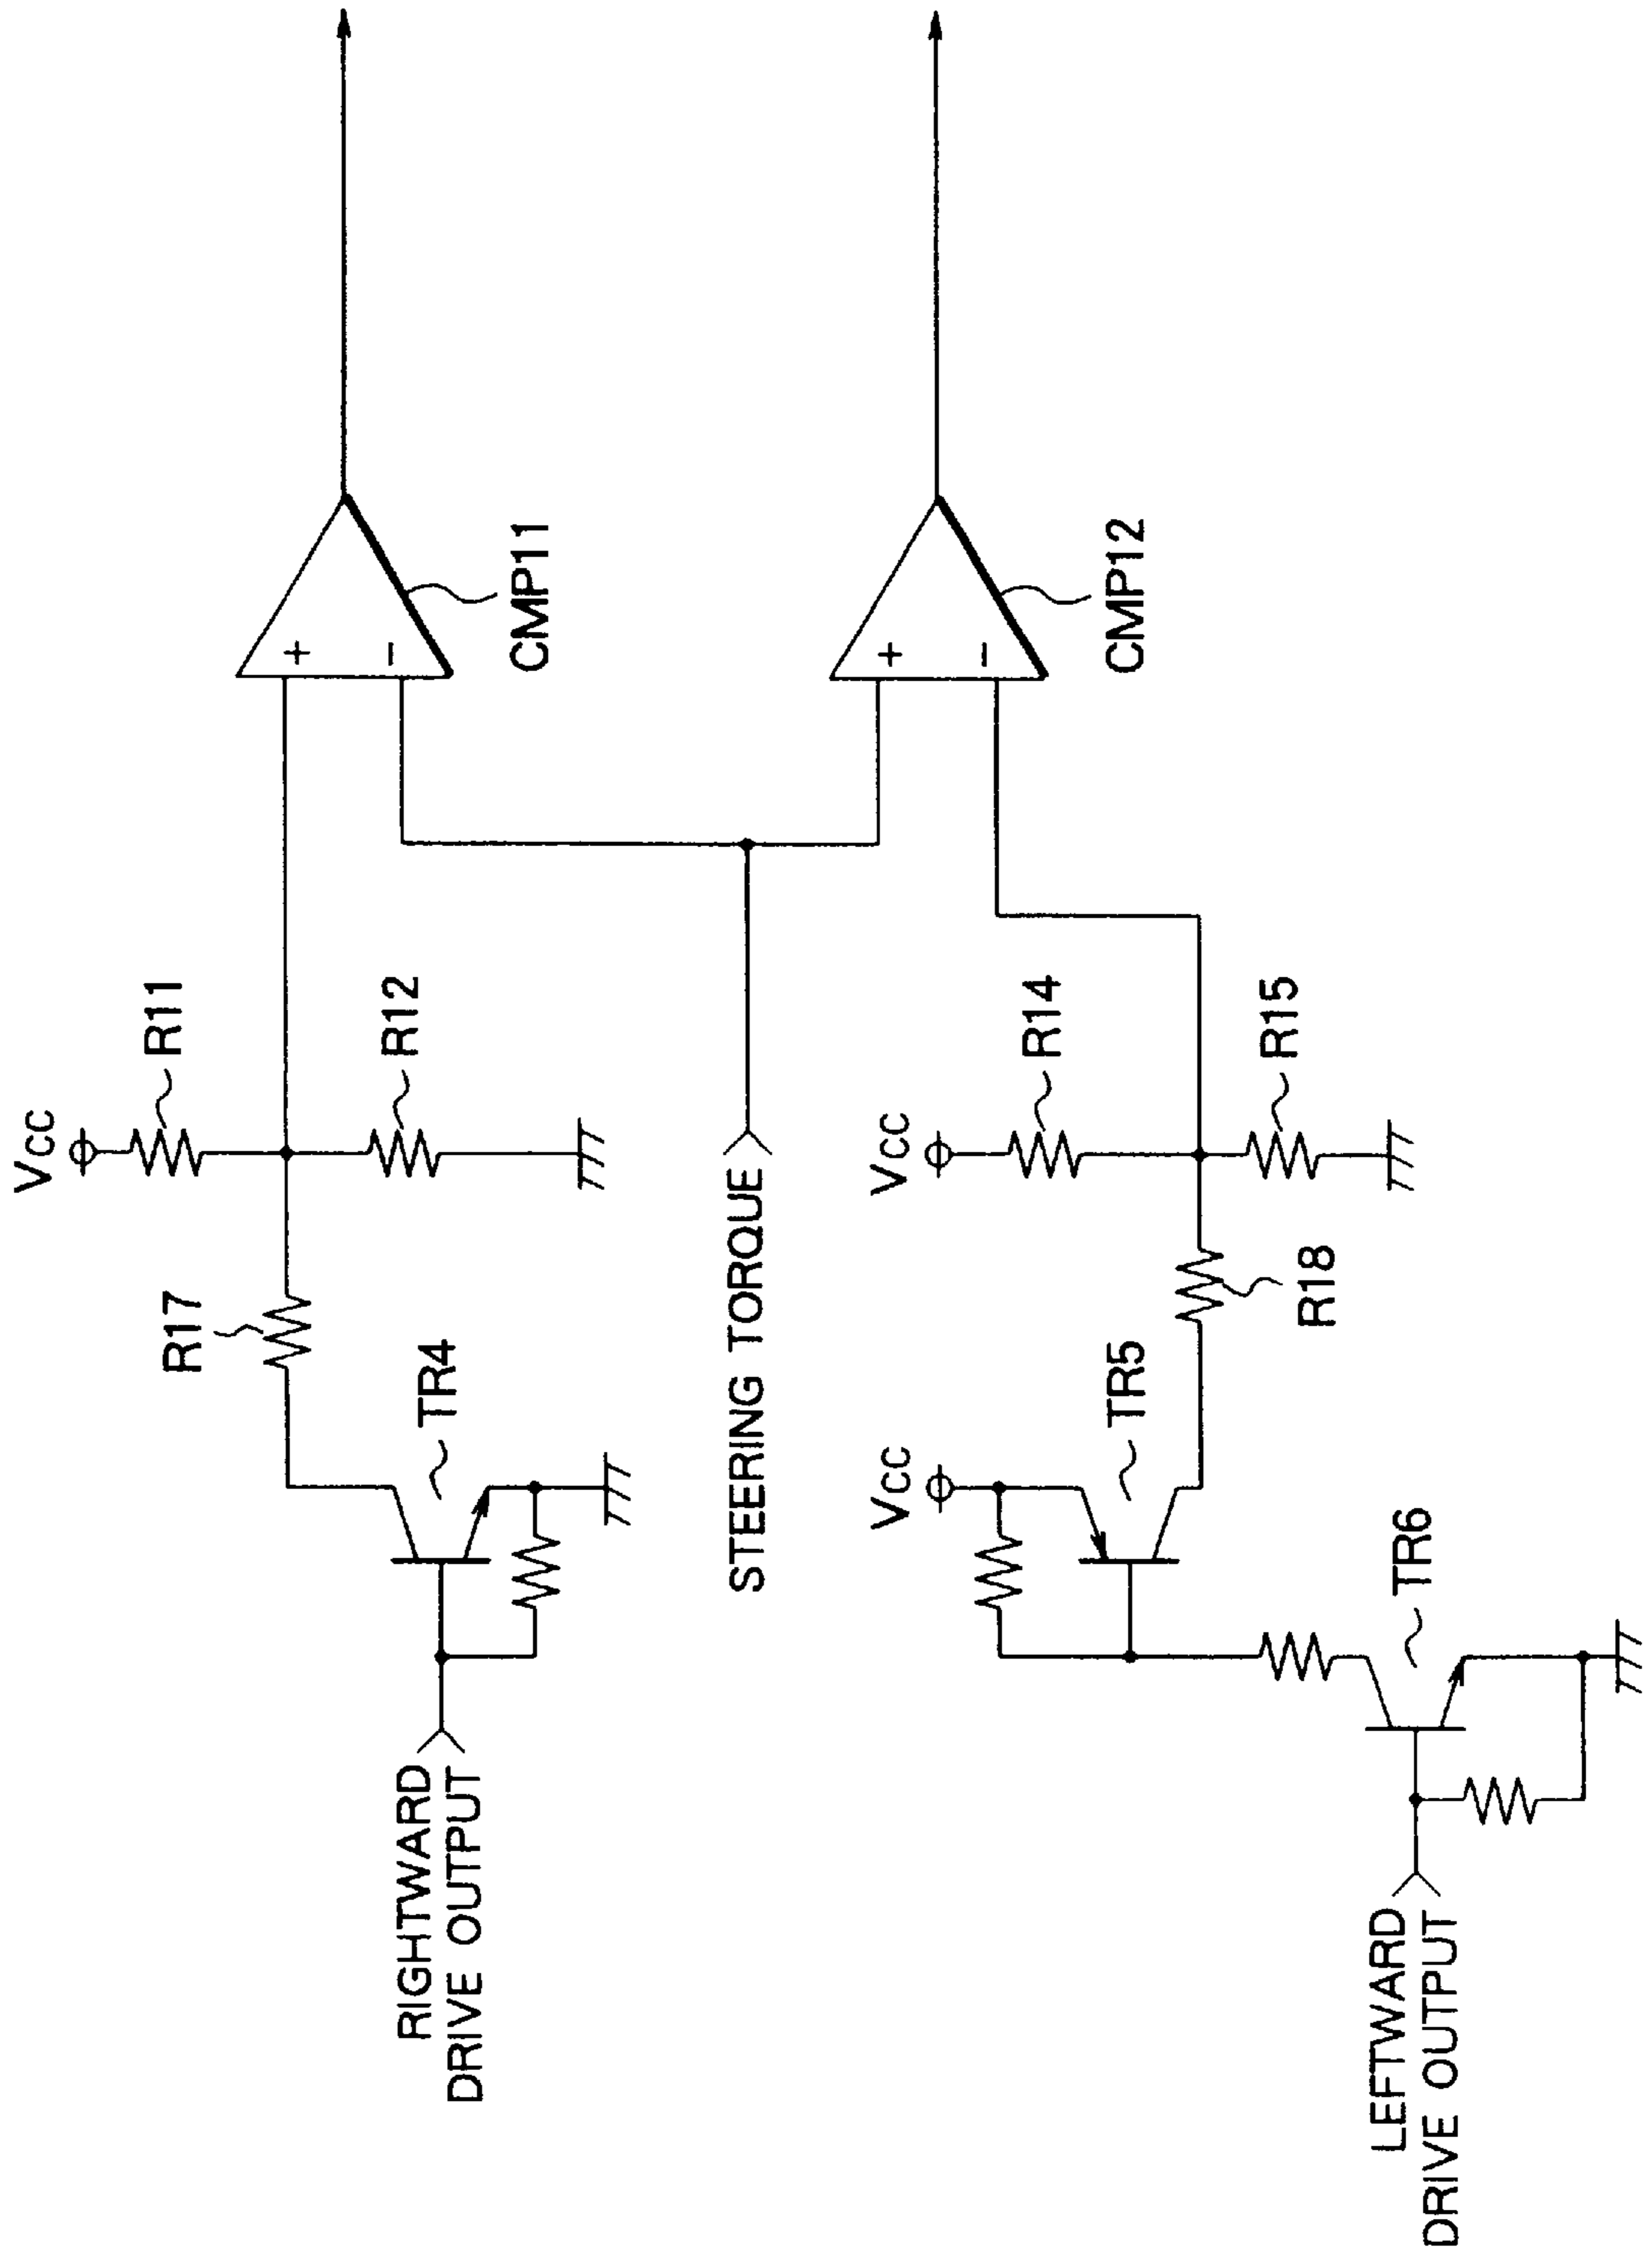 VCC
R11
R17
R12
RIGHTWARD
DRIVE OUTPUT
TR4
+
−
CMP11
STEERING TORQUE
VCC
R14
VCC
TR5
R18
R15
+
−
CMP12
LEFTWARD
DRIVE OUTPUT
TR6